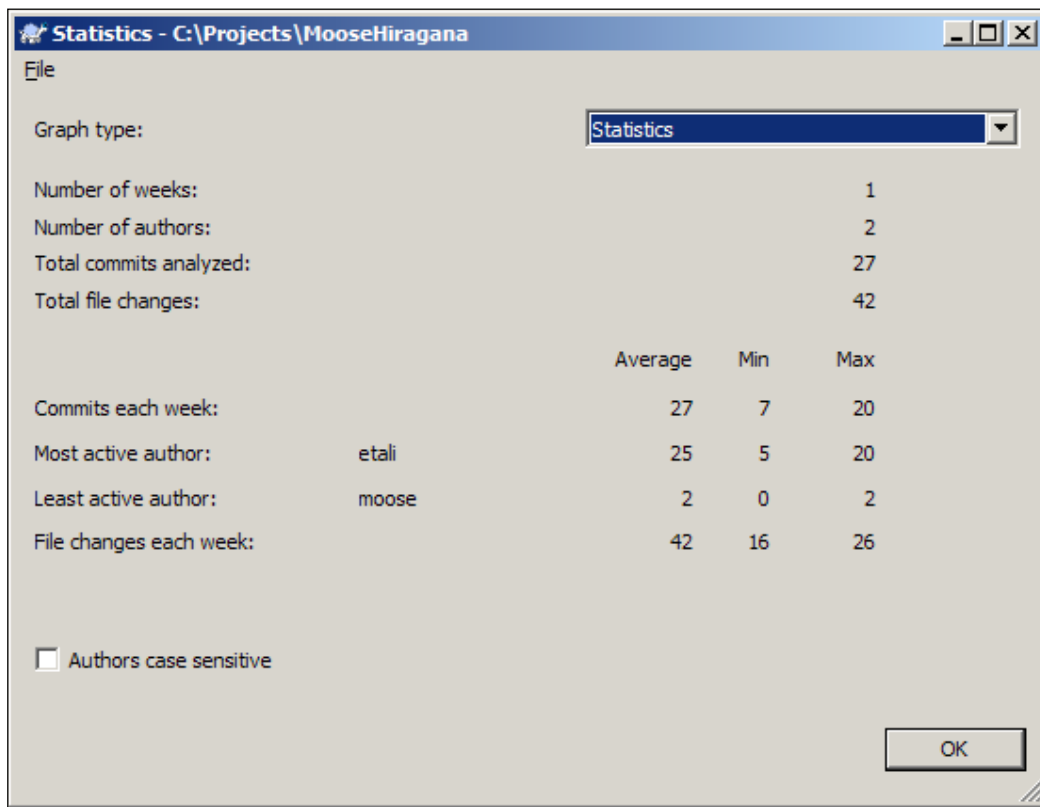 Statistics - C:\Projects\MooseHiragana
File
Graph type: Statistics
Number of weeks: 1
Number of authors: 2
Total commits analyzed: 27
Total file changes: 42
Average Min Max
Commits each week: 27 7 20
Most active author: etali 25 5 20
Least active author: moose 2 0 2
File changes each week: 42 16 26
Authors case sensitive
OK